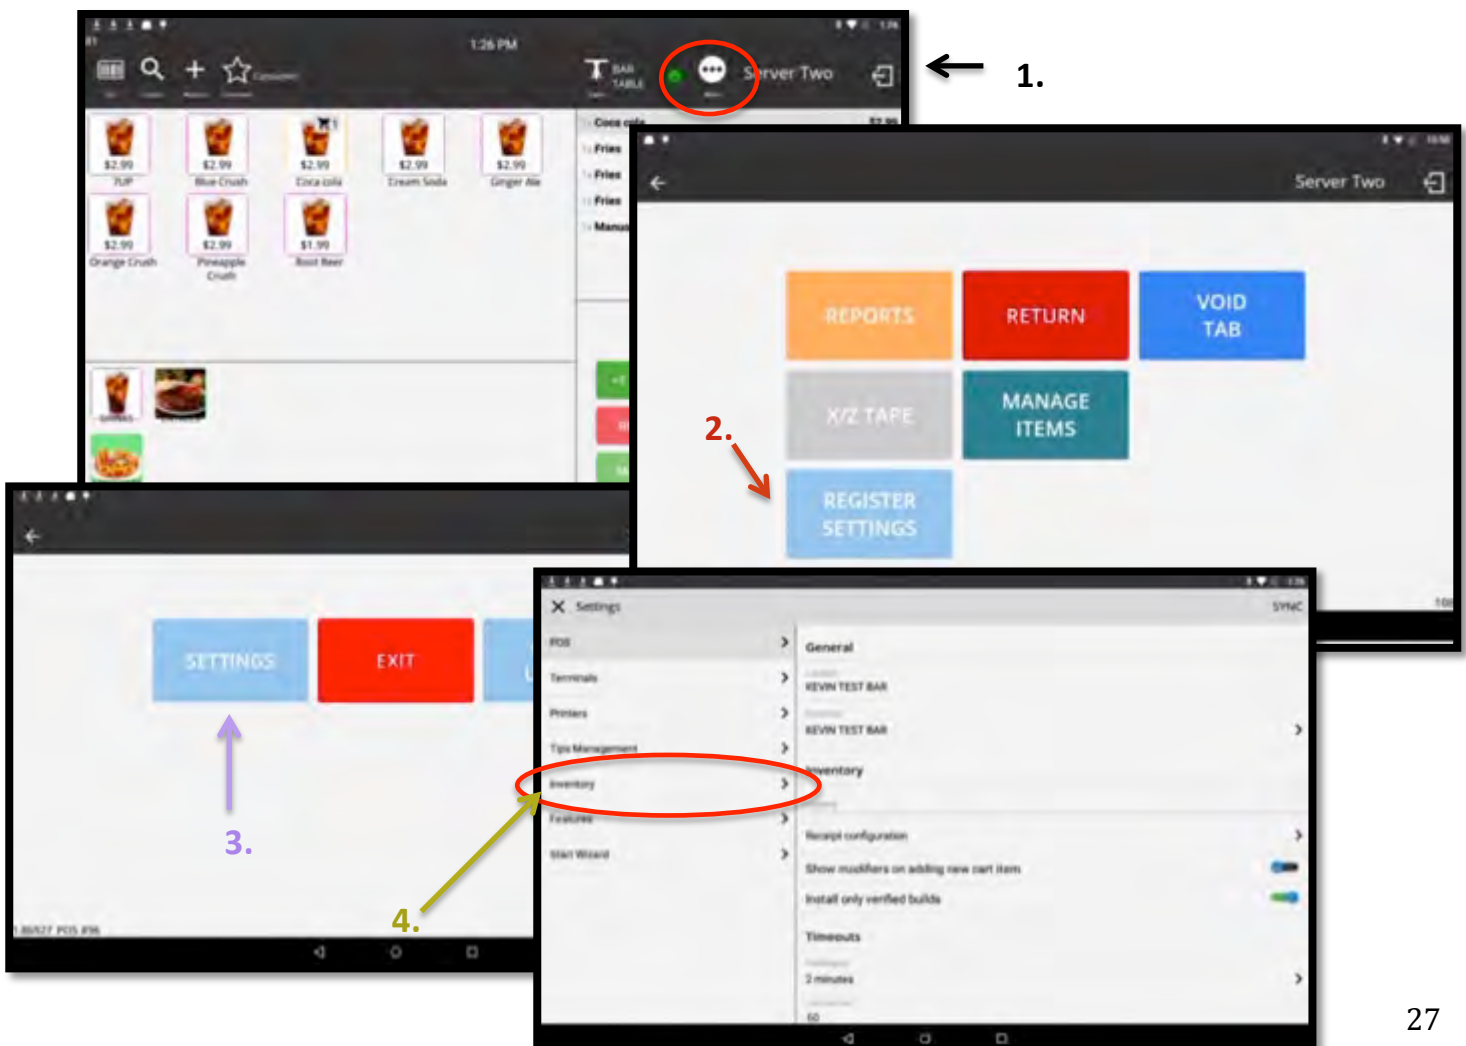 1:26 PM
BAR
TABLE
Server Two
1.
$2.99
$2.99
$2.99
$2.99
$2.99
7UP
Blue Crush
Coca cola
Cream Soda
Ginger Ale
$2.99
$2.99
$1.99
Orange Crush
Pineapple
Crush
Root Beer
Coca cola
$2.99
Fries
Fries
Fries
Server Two
REPORTS
RETURN
VOID
TAB
X/Z TAPE
MANAGE
ITEMS
2.
REGISTER
SETTINGS
SETTINGS
EXIT
3.
4.
Settings
SYNC
POS
Terminals
Printers
Tips Management
Inventory
Features
Start Wizard
General
KEVIN TEST BAR
KEVIN TEST BAR
Inventory
Receipt configuration
Show modifiers on adding new cart item
Install only verified builds
Timeouts
2 minutes
60
27